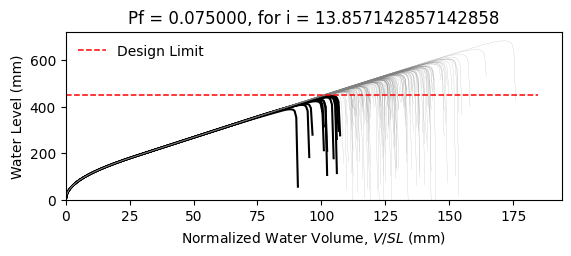 Pf = 0.075000, for i = 13.857142857142858
Water Level (mm)
600
400
200
0
Design Limit
0 25 50 75 100 125 150 175
Normalized Water Volume, V/SL (mm)